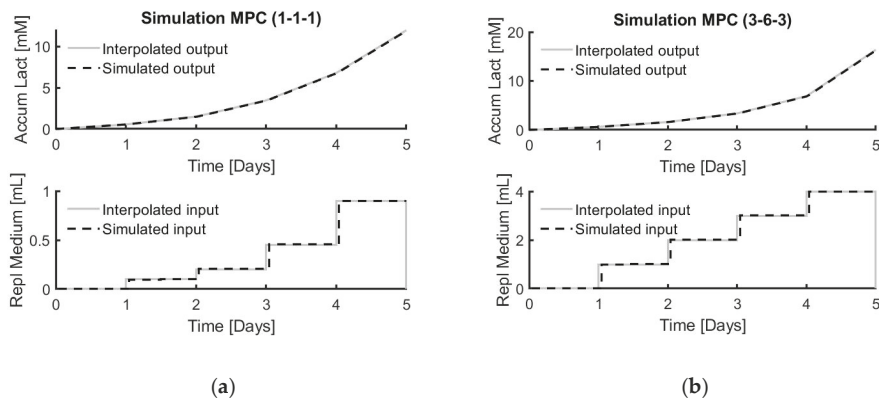 Simulation MPC (1-1-1)
Accum Lact [mM]
10
5
0
Interpolated output
Simulated output
0 1 2 3 4 5
Time [Days]
Repl Medium [mL]
1
0.5
0
Interpolated input
Simulated input
0 1 2 3 4 5
Time [Days]
(a)
Simulation MPC (3-6-3)
Accum Lact [mM]
20
10
0
Interpolated output
Simulated output
0 1 2 3 4 5
Time [Days]
Repl Medium [mL]
4
2
0
Interpolated input
Simulated input
0 1 2 3 4 5
Time [Days]
(b)